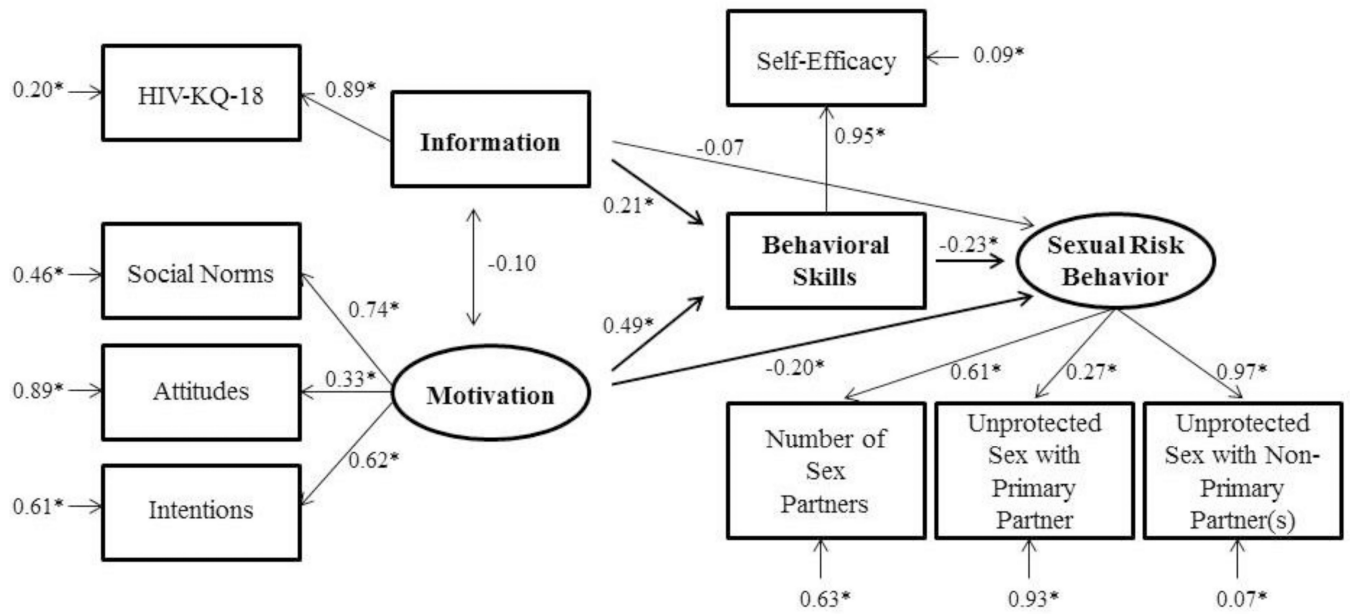 Self-Efficacy
0.09*
0.20*
HIV-KQ-18
0.89*
Information
-0.07
0.95*
0.21*
Behavioral
Skills
-0.23*
Sexual Risk
Behavior
0.46*
Social Norms
-0.10
0.74*
0.49*
0.89*
Attitudes
0.33*
Motivation
-0.20*
0.61*
0.27*
0.97*
0.62*
0.61*
Intentions
Number of
Sex
Partners
Unprotected
Sex with
Primary
Partner
Unprotected
Sex with Non-
Primary
Partner(s)
0.63*
0.93*
0.07*